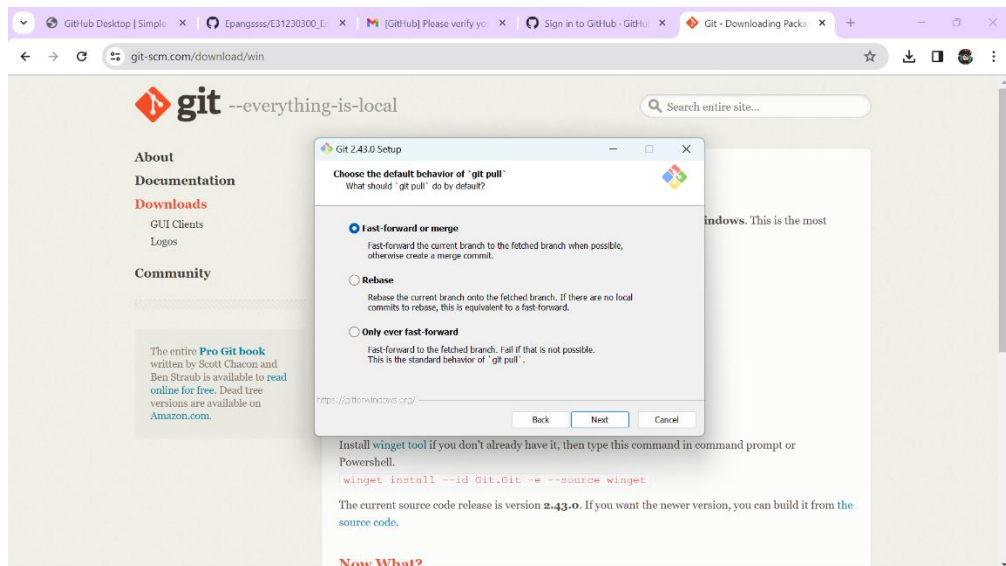 GitHub Desktop | Simple
Epangssss/E31230300_E
[GitHub] Please verify yo
Sign in to GitHub · GitHu
Git - Downloading Packa
git-scm.com/download/win
git --everything-is-local
Search entire site...
About
Documentation
Downloads
GUI Clients
Logos
Community
The entire Pro Git book
written by Scott Chacon and
Ben Straub is available to read
online for free. Dead tree
versions are available on
Amazon.com.
Git 2.43.0 Setup
Choose the default behavior of `git pull`
What should `git pull` do by default?
Fast-forward or merge
Fast-forward the current branch to the fetched branch when possible,
otherwise create a merge commit.
Rebase
Rebase the current branch onto the fetched branch. If there are no local
commits to rebase, this is equivalent to a fast-forward.
Only ever fast-forward
Fast-forward to the fetched branch. Fail if that is not possible.
This is the standard behavior of `git pull`.
https://gitforwindows.org/
Back
Next
Cancel
indows. This is the most
Install winget tool if you don't already have it, then type this command in command prompt or
Powershell.
winget install --id Git.Git -e --source winget
The current source code release is version 2.43.0. If you want the newer version, you can build it from the
source code.
Now What?